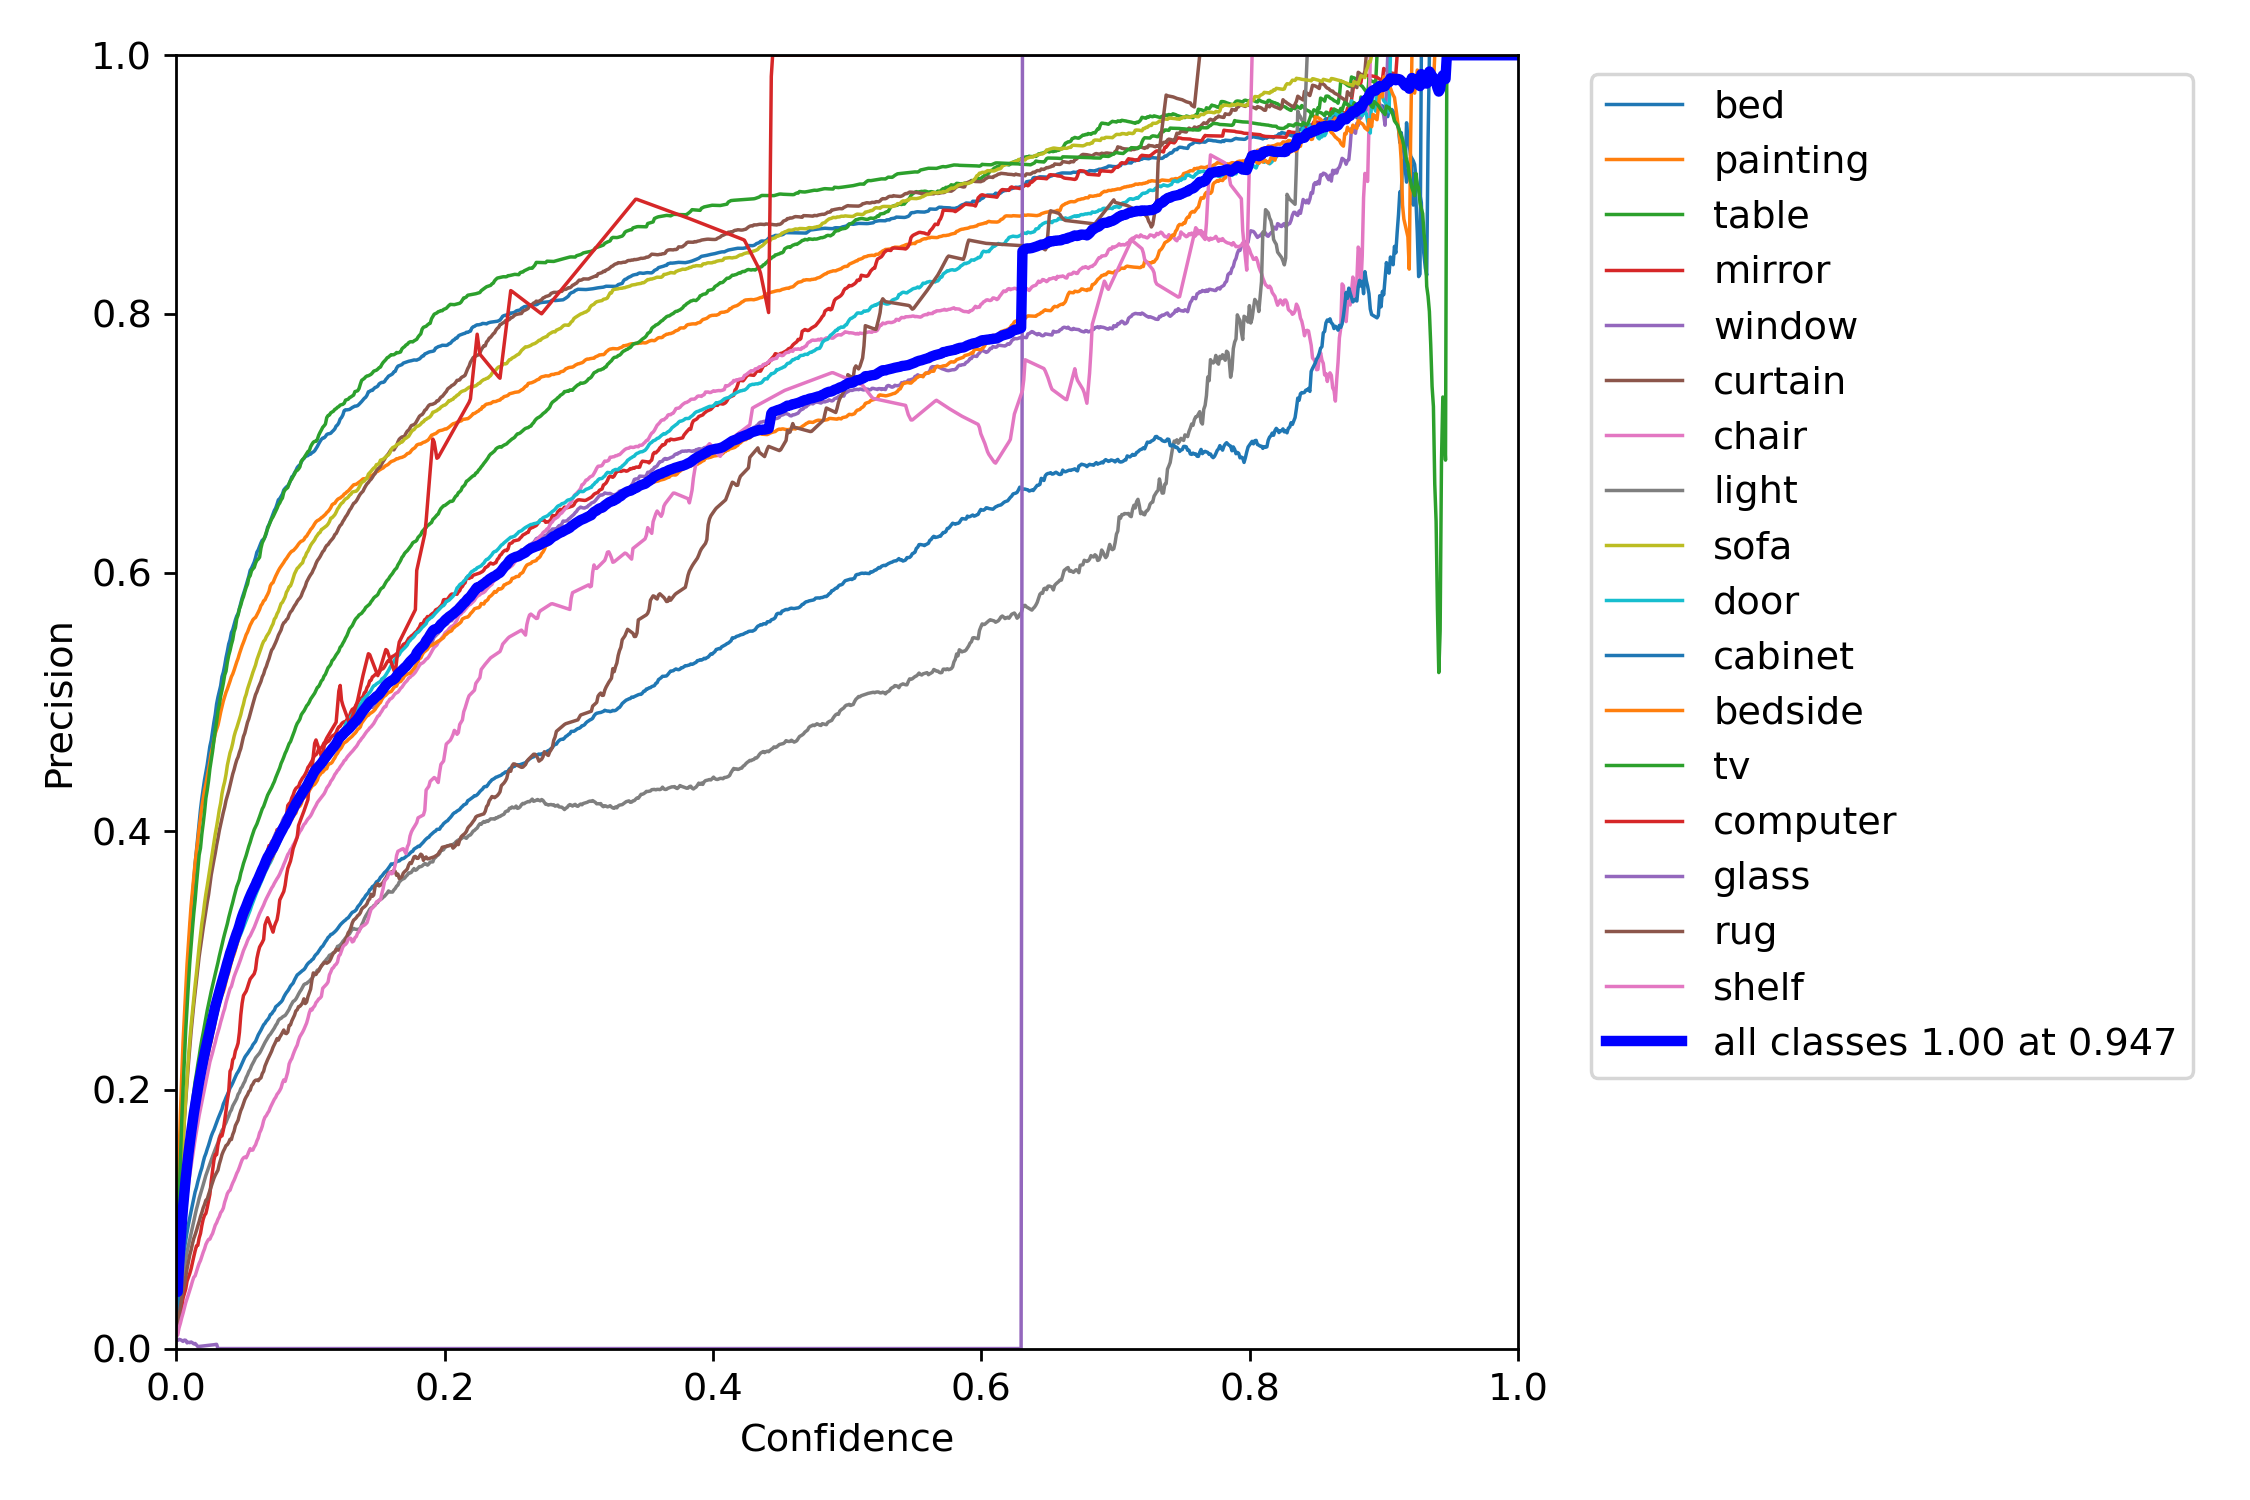 1.0
0.8
0.6
0.4
0.2
0.0
Precision
0.0 0.2 0.4 0.6 0.8 1.0
Confidence
bed
painting
table
mirror
window
curtain
chair
light
sofa
door
cabinet
bedside
tv
computer
glass
rug
shelf
all classes 1.00 at 0.947